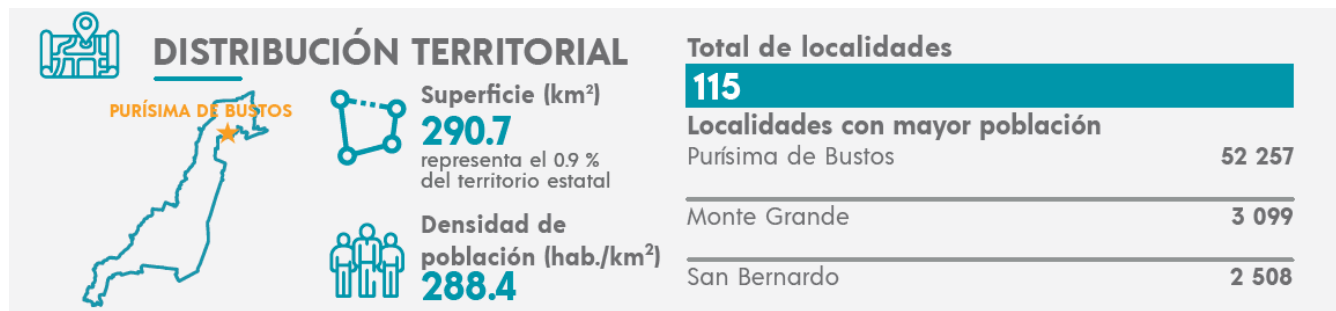 DISTRIBUCIÓN TERRITORIAL
PURÍSIMA DE BUSTOS
Superficie (km²)
290.7
representa el 0.9 %
del territorio estatal
Densidad de
población (hab./km²)
288.4
Total de localidades
115
Localidades con mayor población
Purísima de Bustos 52 257
Monte Grande 3 099
San Bernardo 2 508